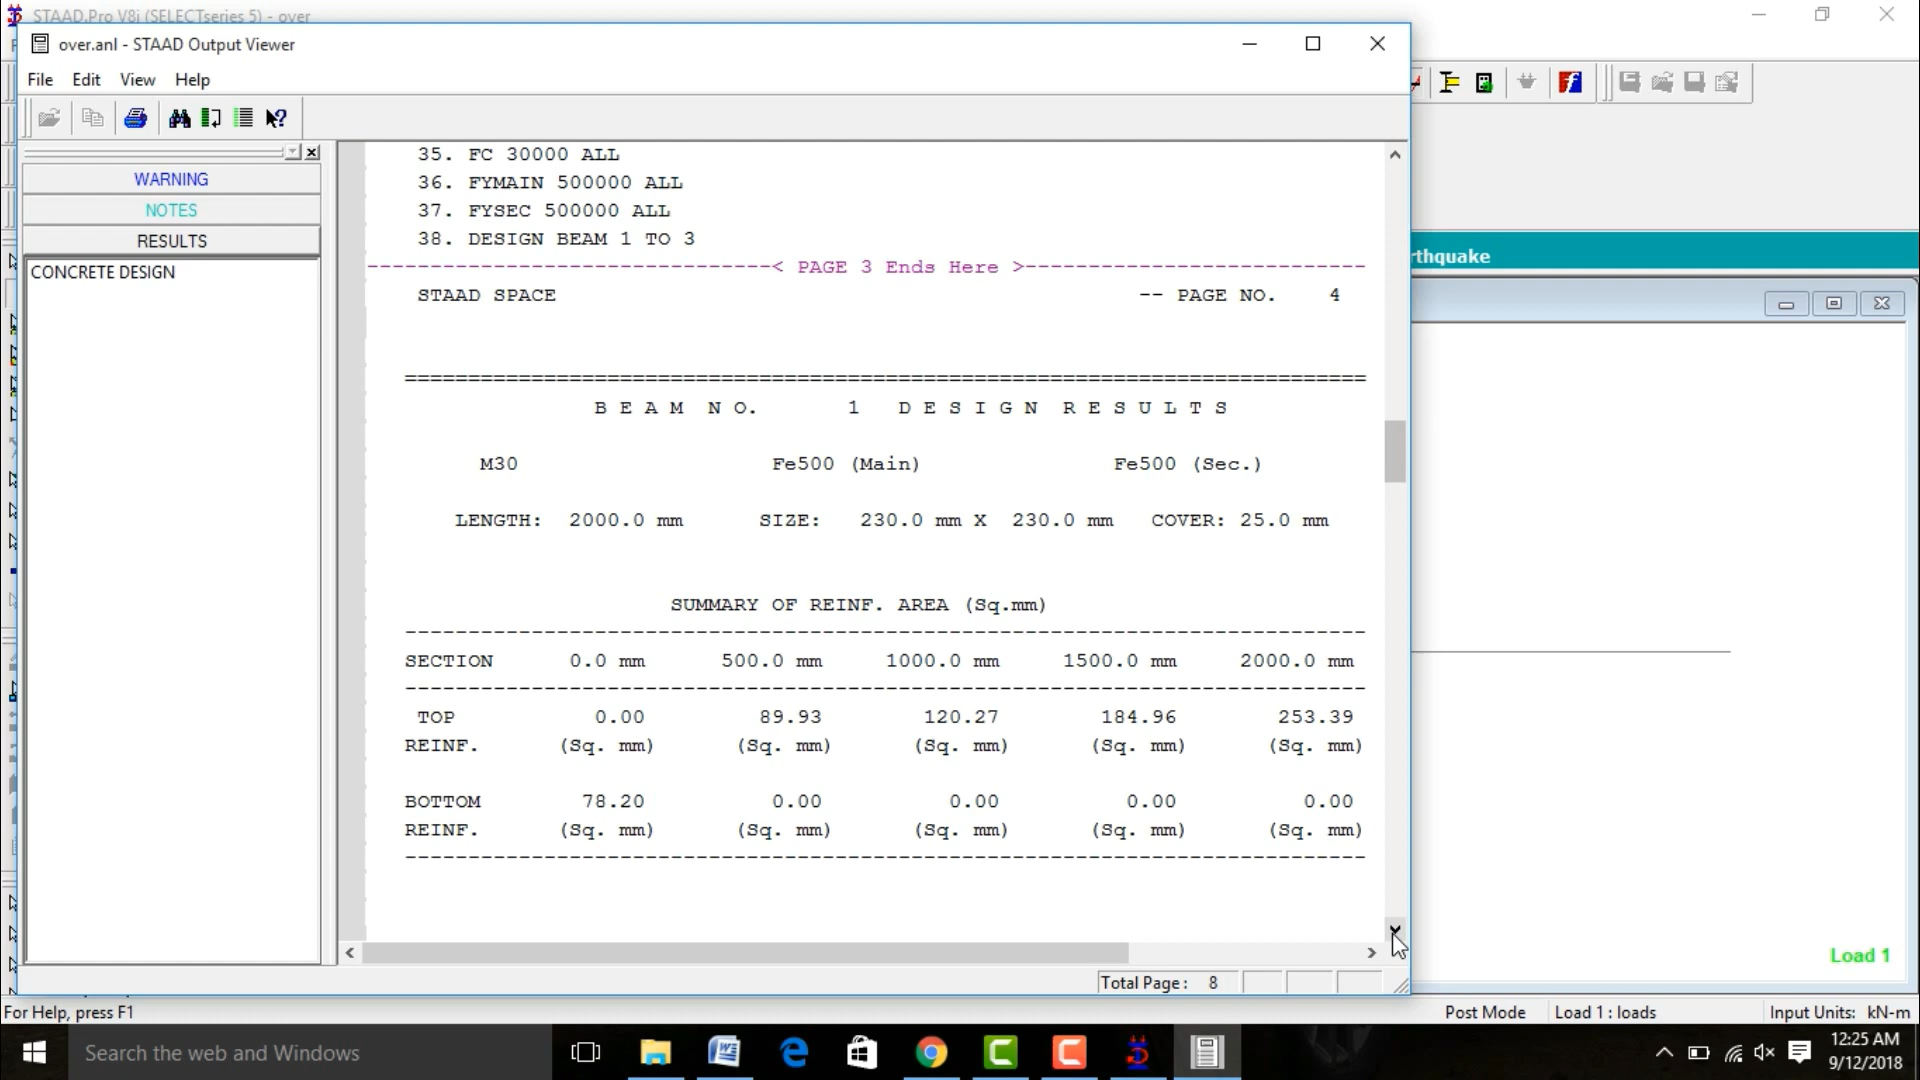 STAAD.Pro V8i (SELECTseries 5) - over
over.anl - STAAD Output Viewer
File Edit View Help
WARNING
NOTES
RESULTS
CONCRETE DESIGN
35. FC 30000 ALL
36. FYMAIN 500000 ALL
37. FYSEC 500000 ALL
38. DESIGN BEAM 1 TO 3
--------------------------------< PAGE 3 Ends Here >---------------------------
STAAD SPACE -- PAGE NO. 4
============================================================================
B E A M N O. 1 D E S I G N R E S U L T S
M30 Fe500 (Main) Fe500 (Sec.)
LENGTH: 2000.0 mm SIZE: 230.0 mm X 230.0 mm COVER: 25.0 mm
SUMMARY OF REINF. AREA (Sq.mm)
----------------------------------------------------------------------------
SECTION 0.0 mm 500.0 mm 1000.0 mm 1500.0 mm 2000.0 mm
----------------------------------------------------------------------------
TOP 0.00 89.93 120.27 184.96 253.39
REINF. (Sq. mm) (Sq. mm) (Sq. mm) (Sq. mm) (Sq. mm)
BOTTOM 78.20 0.00 0.00 0.00 0.00
REINF. (Sq. mm) (Sq. mm) (Sq. mm) (Sq. mm) (Sq. mm)
----------------------------------------------------------------------------
Total Page: 8
rthquake
Load 1
For Help, press F1 Post Mode Load 1 : loads Input Units: kN-m
Search the web and Windows
12:25 AM
9/12/2018